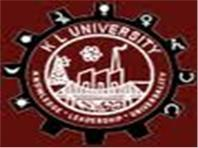 K L UNIVERSITY
KNOWLEDGE - LEADERSHIP - UNIVERSALITY